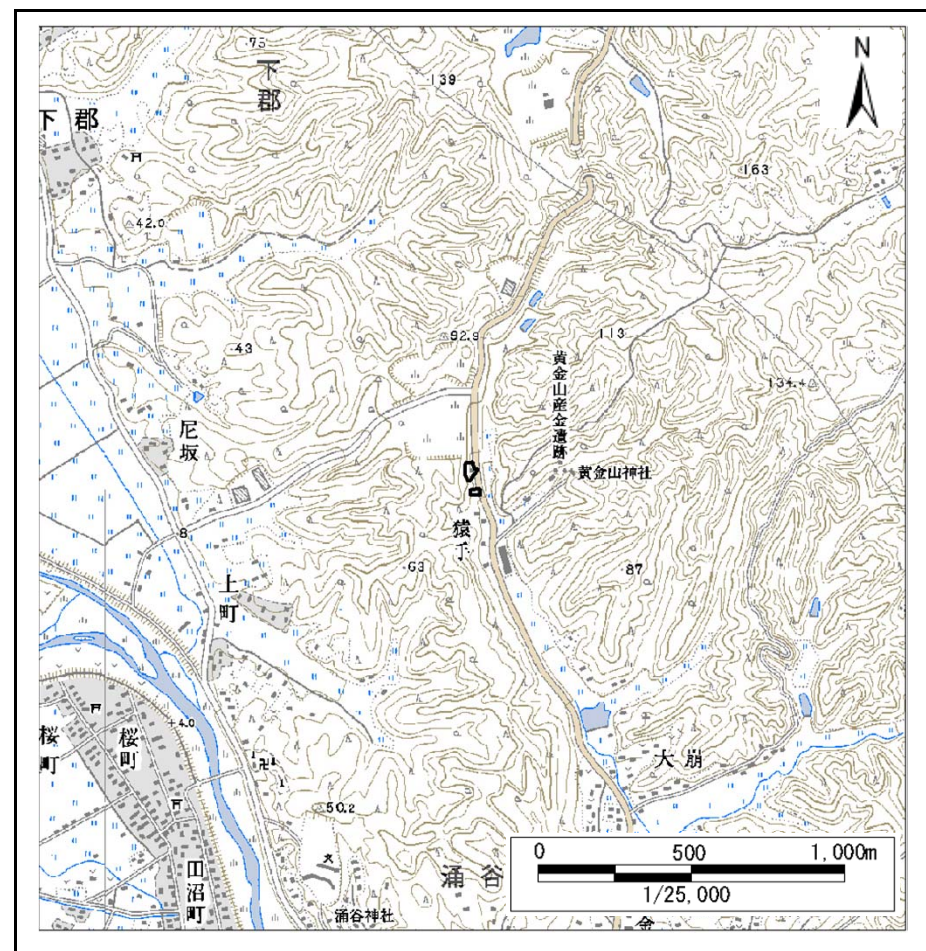 75
下郡
139
N
下郡
163
42.0
43
92.9
113
黄金山産金遺跡
134.4
尼坂
黄金山神社
猿手
8
63
87
上町
4.0
桜町
桜町
大崩
50.2
文
0 500 1,000m
1/25,000
田沼町
涌谷
涌谷神社
金